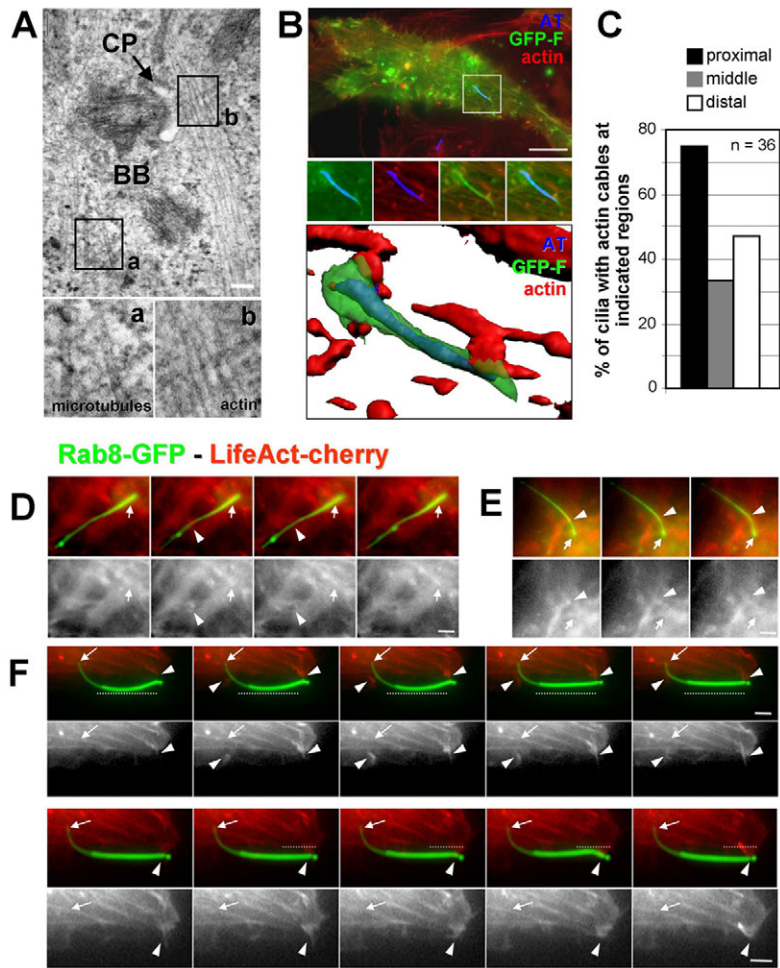 A
CP
b
BB
a
a
microtubules
b
actin
B
AT
GFP-F
actin
AT
GFP-F
actin
C
proximal
middle
distal
n = 36
80
60
40
20
0
% of cilia with actin cables at
indicated regions
Rab8-GFP - LifeAct-cherry
D
E
F